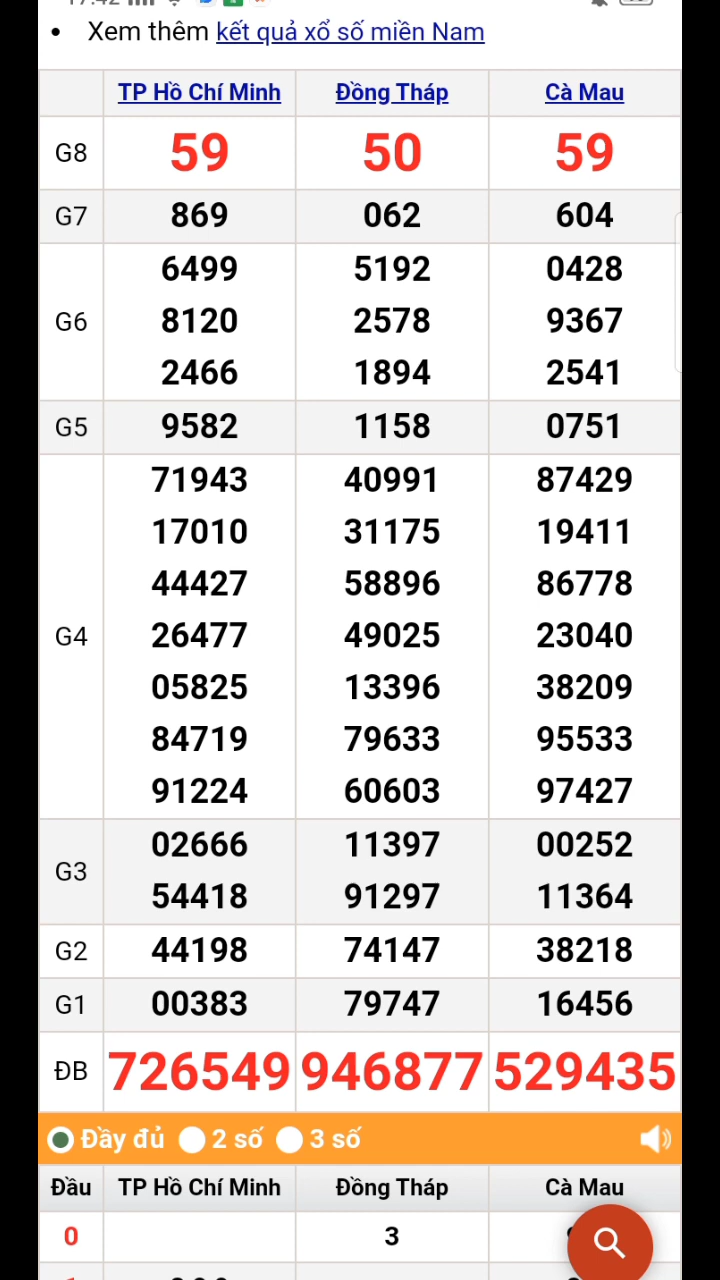 Xem thêm kết quả xổ số miền Nam
TP Hồ Chí Minh Đồng Tháp Cà Mau
G8 59 50 59
G7 869 062 604
6499 5192 0428
G6 8120 2578 9367
2466 1894 2541
G5 9582 1158 0751
71943 40991 87429
17010 31175 19411
44427 58896 86778
G4 26477 49025 23040
05825 13396 38209
84719 79633 95533
91224 60603 97427
G3 02666 11397 00252
54418 91297 11364
G2 44198 74147 38218
G1 00383 79747 16456
ĐB 726549 946877 529435
Đầy đủ 2 số 3 số
Đầu TP Hồ Chí Minh Đồng Tháp Cà Mau
0 3